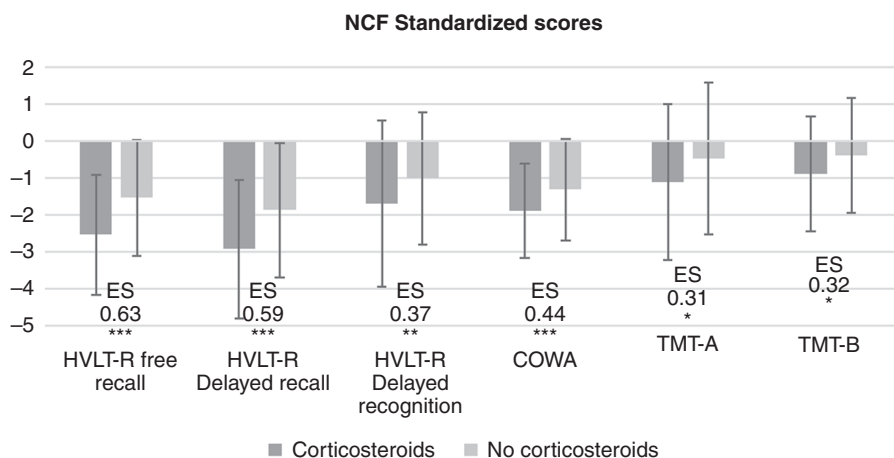 NCF Standardized scores
2
1
0
–1
–2
–3
–4
–5
ES
0.63
***
ES
0.59
***
ES
0.37
**
ES
0.44
***
ES
0.31
*
ES
0.32
*
HVLT-R free
recall
HVLT-R
Delayed recall
HVLT-R
Delayed
recognition
COWA
TMT-A
TMT-B
Corticosteroids
No corticosteroids